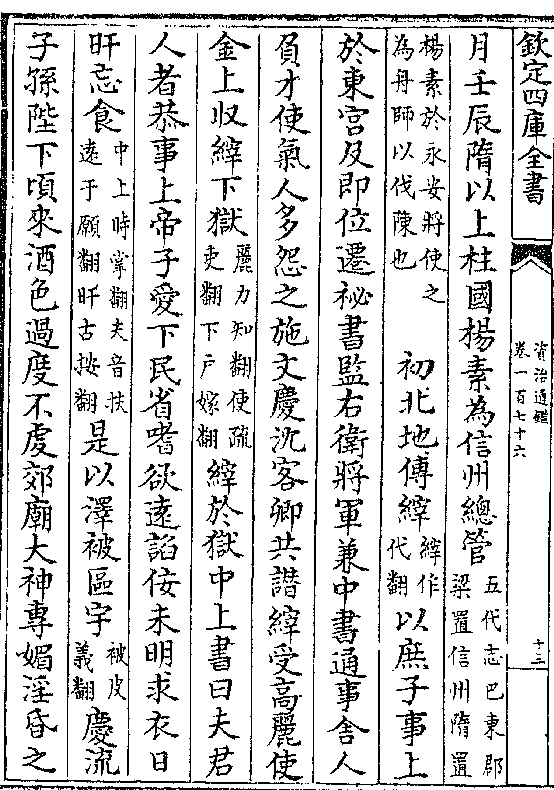 欽定四庫全書
資治通鑑
卷一百七十六
十三
月壬辰隋以上柱國楊素為信州總管五代志巴東郡梁置信州隋置
楊素於永安將使之為舟師以伐陳也 初北地傅縡縡作代翻以庶子事上
於東宮及即位遷祕書監右衛將軍兼中書通事舍人
負才使氣人多怨之施文慶沈客卿共譖縡受高麗使
金上收縡下獄麗力知翻使疏吏翻下戶嫁翻縡於獄中上書曰夫君
人者恭事上帝子愛下民省嗜欲遠諂佞未明求衣日
旰忘食中上時掌翻夫音扶遠于願翻旰古按翻是以澤被區宇被皮義翻慶流
子孫陛下頃來酒色過度不虔郊廟大神專媚淫昏之